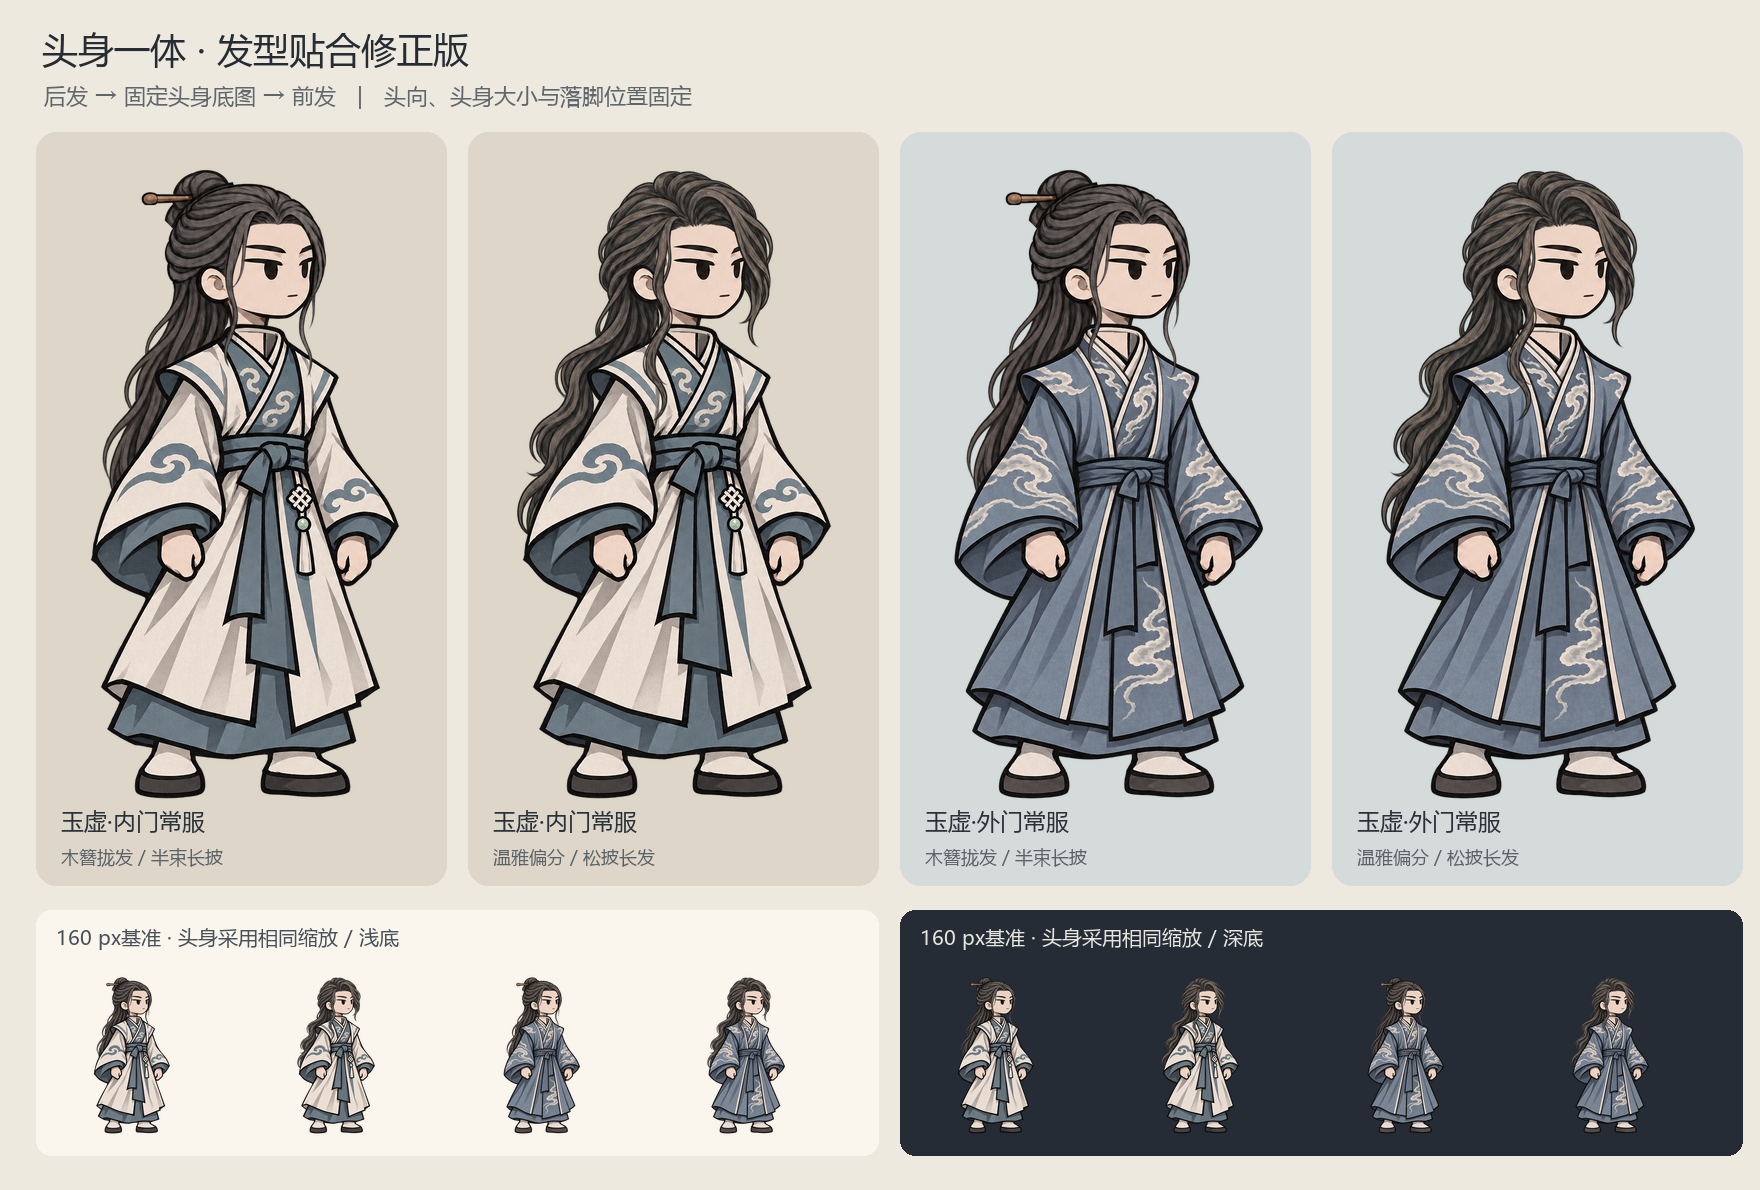 头身一体 · 发型贴合修正版
后发 → 固定头身底图 → 前发 | 头向、头身大小与落脚位置固定
玉虚·内门常服
木簪拢发 / 半束长披
玉虚·内门常服
温雅偏分 / 松披长发
玉虚·外门常服
木簪拢发 / 半束长披
玉虚·外门常服
温雅偏分 / 松披长发
160 px基准 · 头身采用相同缩放 / 浅底
160 px基准 · 头身采用相同缩放 / 深底